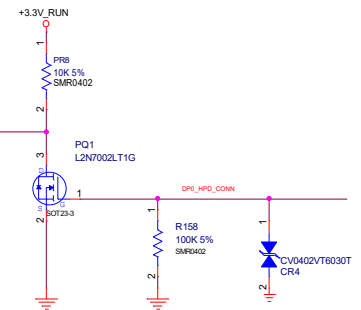 +3.3V_RUN
1
PR8
10K 5%
SMR0402
2
PQ1
L2N7002LT1G
3
D
1
G
S
SOT23-3
2
DP0_HPD_CONN
1
R158
100K 5%
SMR0402
2
1
CV0402VT6030T
CR4
2